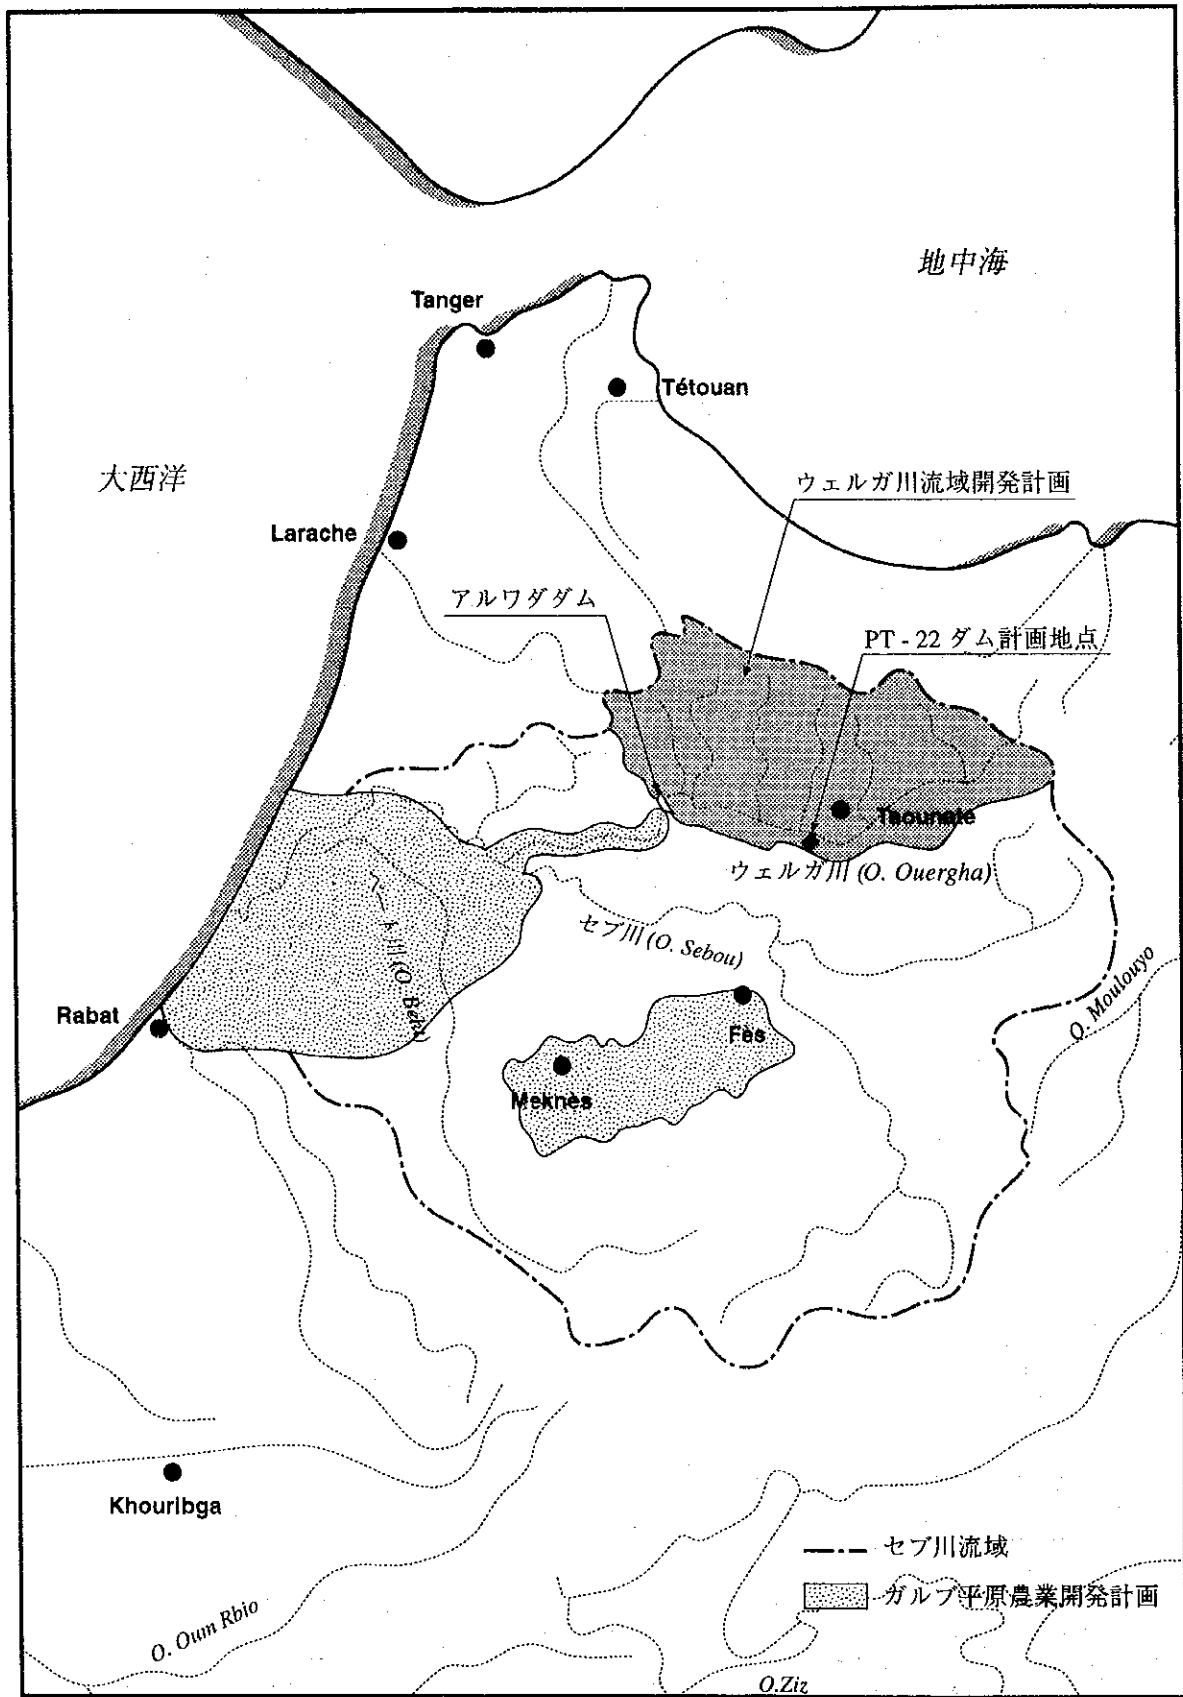 地中海
Tanger
Tétouan
大西洋
ウェルガ川流域開発計画
Larache
アルワダダム
PT - 22 ダム計画地点
Taounate
ウェルガ川 (O. Ouergha)
セブ川 (O. Sebou)
O. Moulouyo
Rabat
Fès
Meknès
Khouribga
セブ川流域
ガルブ平原農業開発計画
O. Oum Rbio
O.Ziz